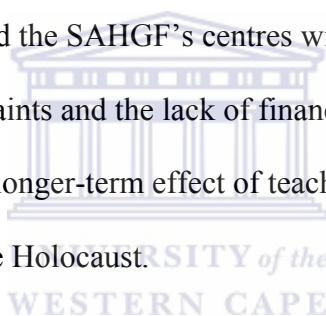 d the SAHGF’s centres w
aints and the lack of financ
onger-term effect of teach
e Holocaust.
UNIVERSITY of the
WESTERN CAPE